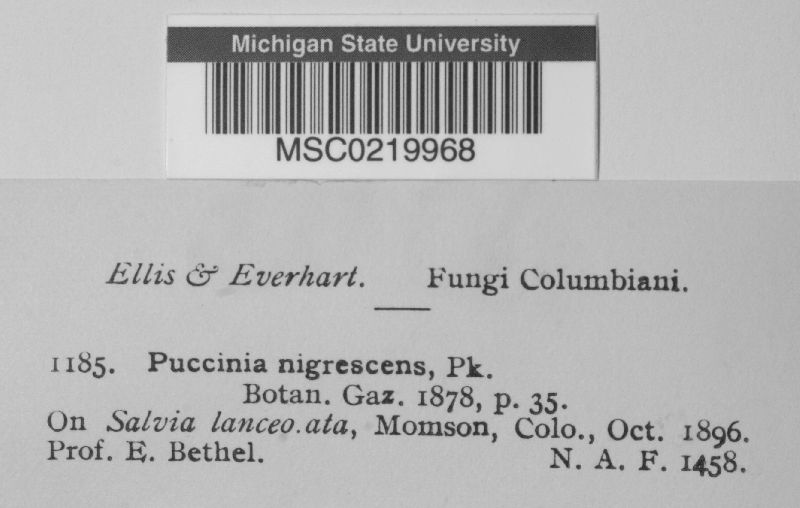 Michigan State University
MSC0219968
Ellis & Everhart. Fungi Columbiani.
1185. Puccinia nigrescens, Pk.
Botan. Gaz. 1878, p. 35.
On Salvia lanceo.ata, Momson, Colo., Oct. 1896.
Prof. E. Bethel. N. A. F. 1458.